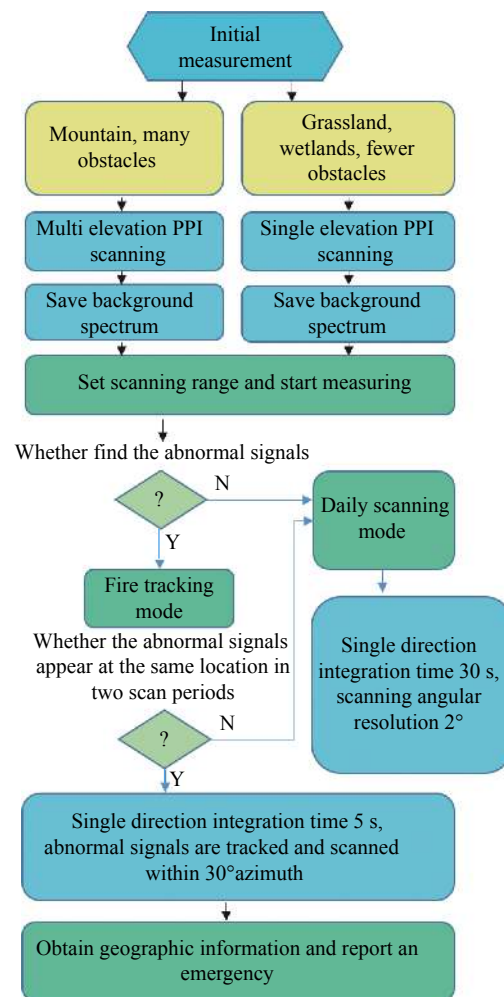 Initial
measurement
Mountain, many
obstacles
Grassland,
wetlands, fewer
obstacles
Multi elevation PPI
scanning
Single elevation PPI
scanning
Save background
spectrum
Save background
spectrum
Set scanning range and start measuring
Whether find the abnormal signals
?
N
Y
Daily scanning
mode
Fire tracking
mode
Single direction
integration time 30 s,
scanning angular
resolution 2°
Whether the abnormal signals
appear at the same location in
two scan periods
?
N
Y
Single direction integration time 5 s,
abnormal signals are tracked and scanned
within 30°azimuth
Obtain geographic information and report an
emergency